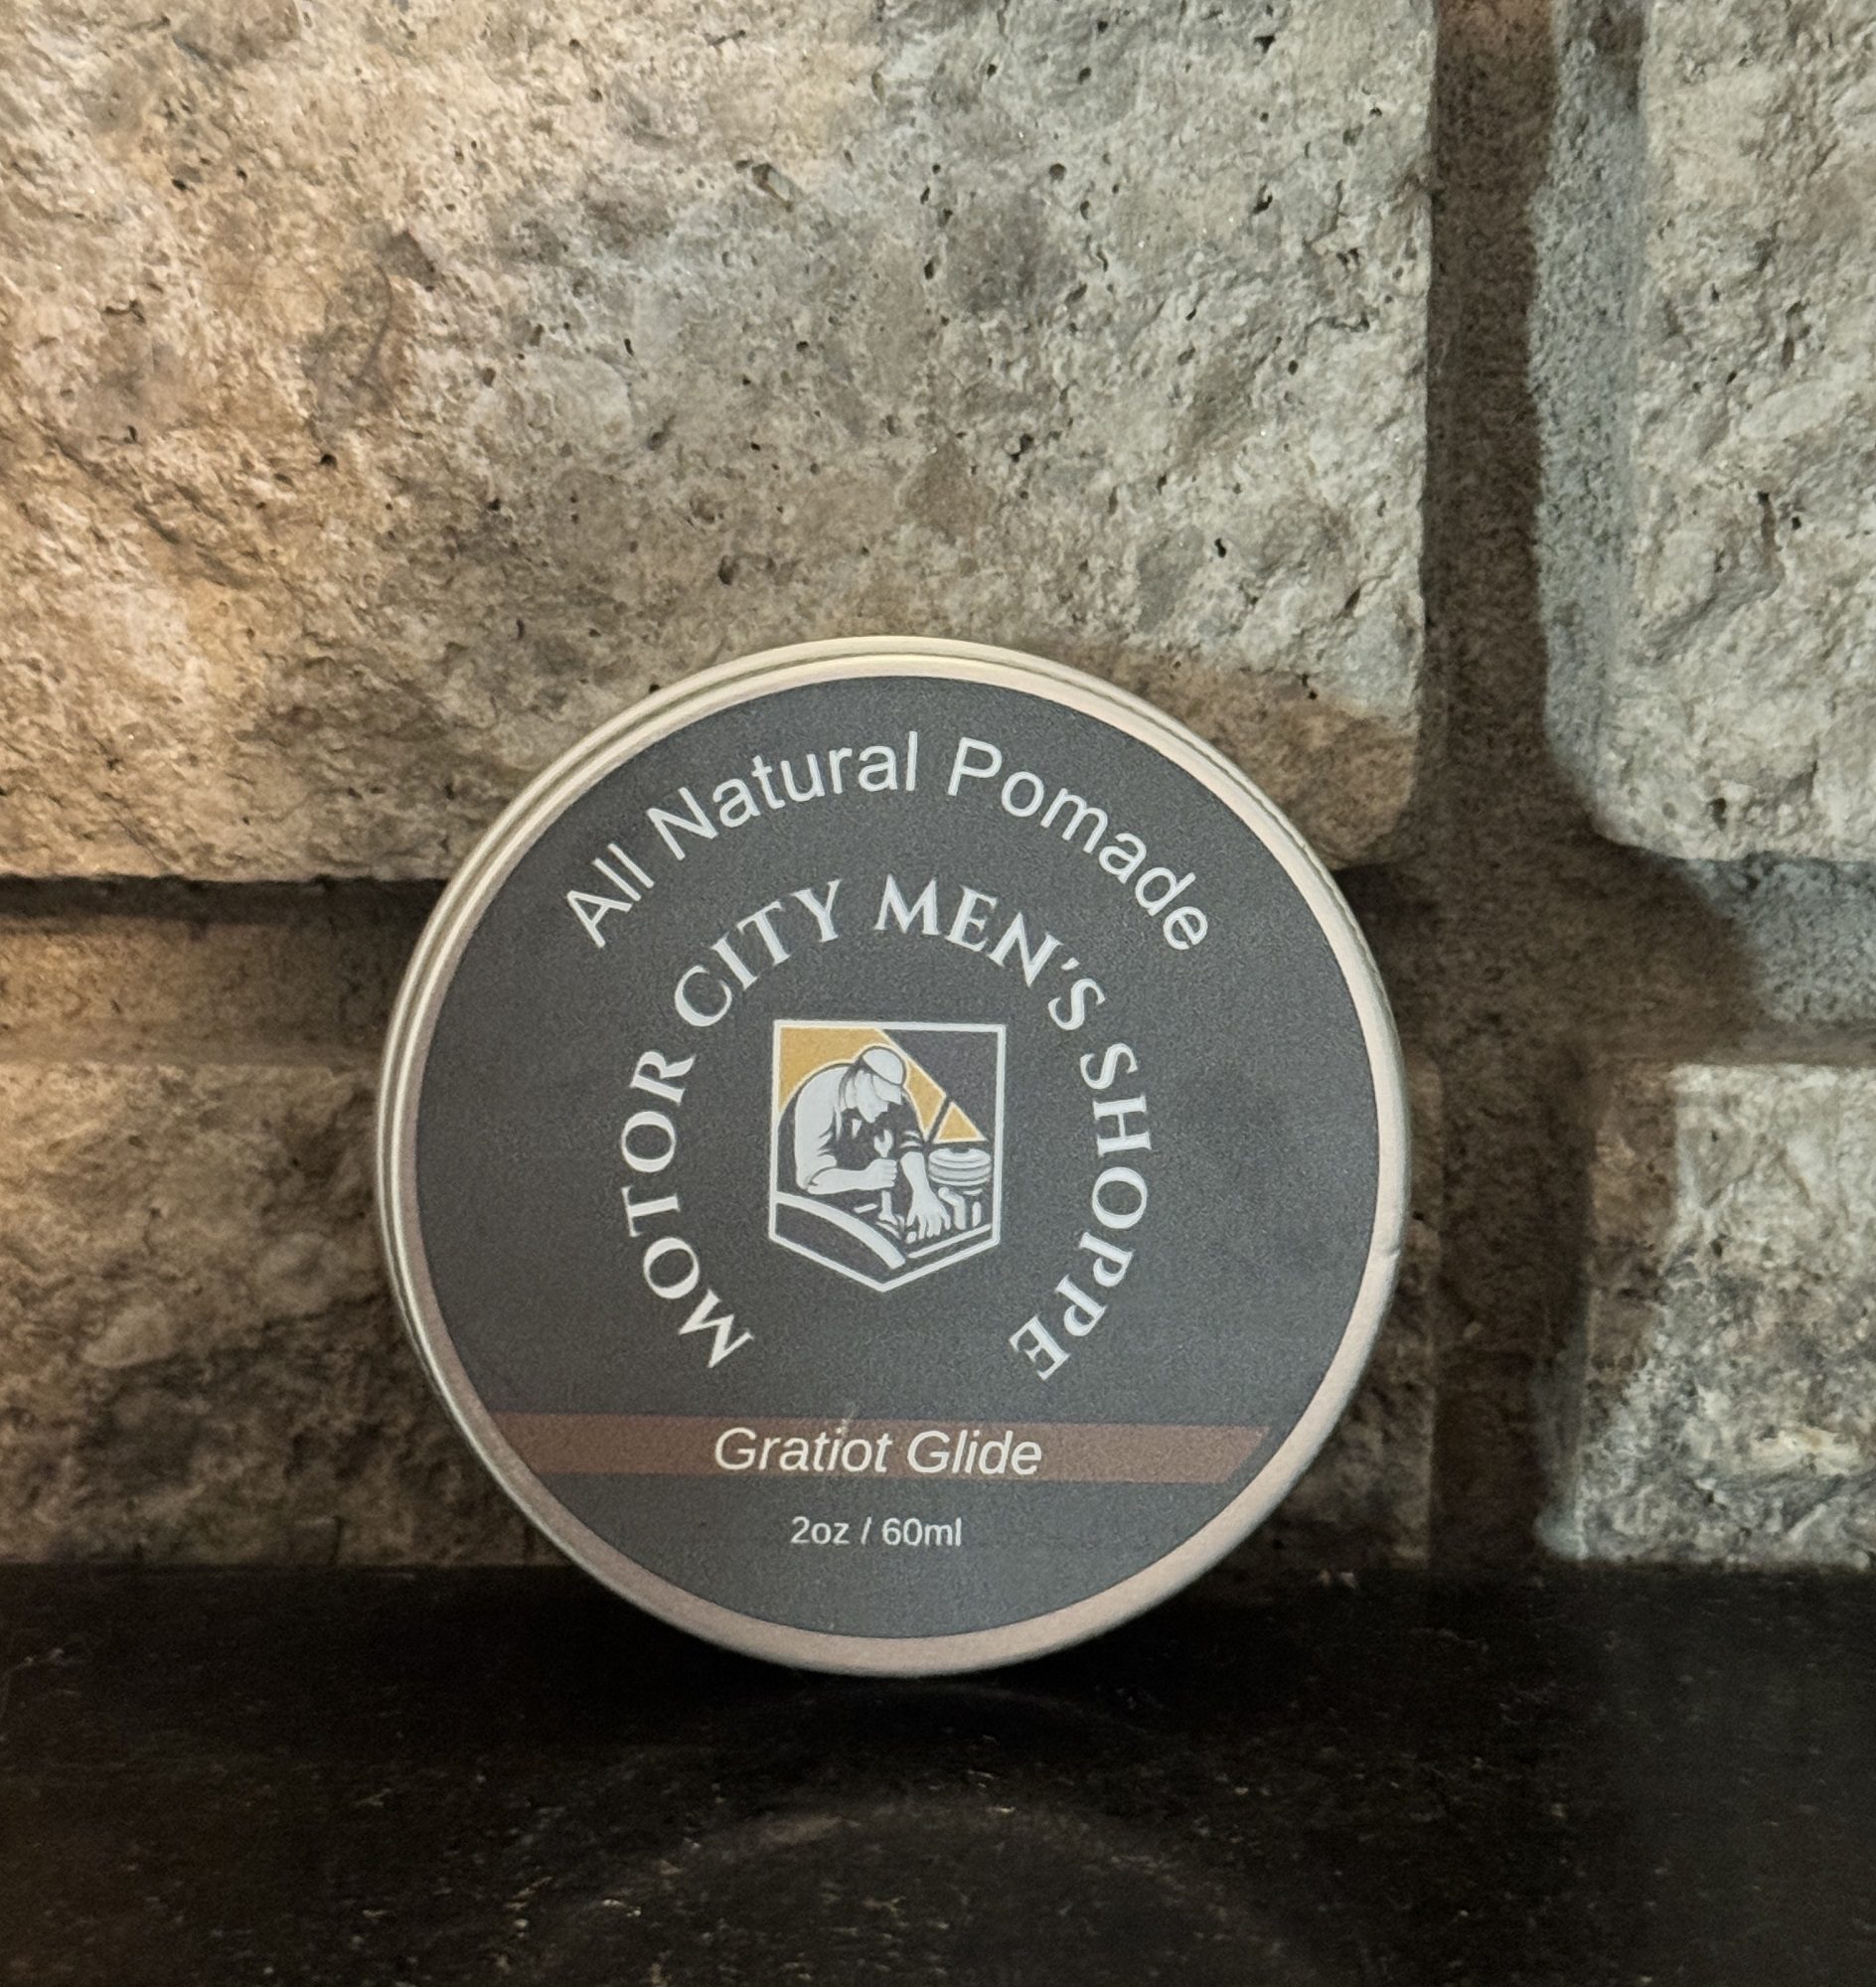 All Natural Pomade
MOTOR CITY MEN'S SHOPPE
Gratiot Glide
2oz / 60ml